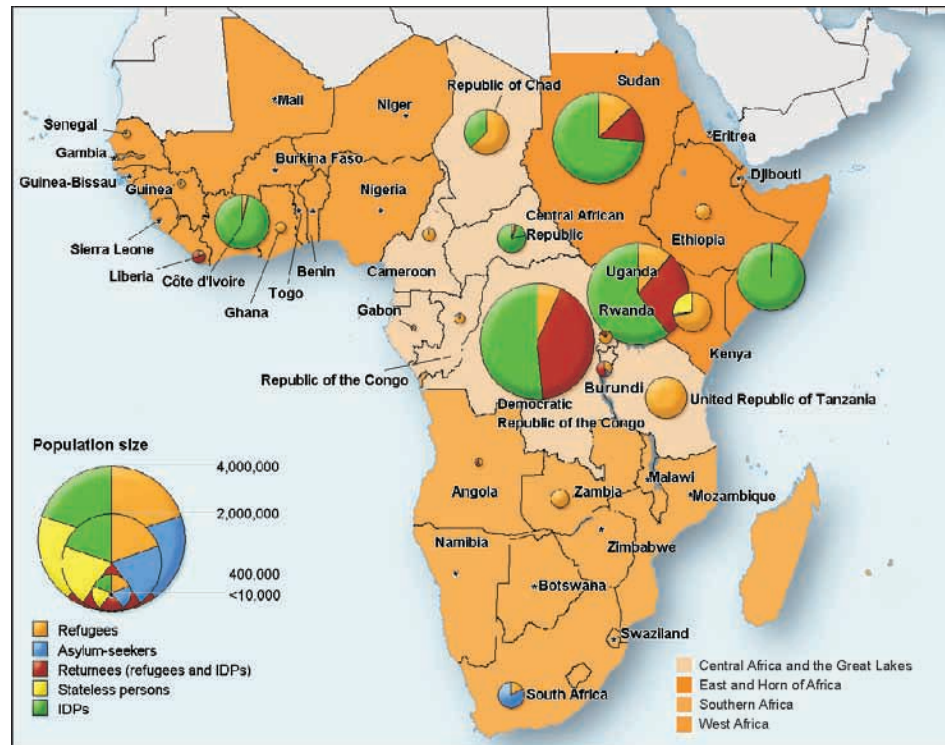 Sudan
Republic of Chad
Mali
Niger
Senegal
Eritrea
Gambia
Burkina Faso
Djibouti
Guinea-Bissau
Guinea
Nigeria
Central African
Republic
Ethiopia
Sierra Leone
Cameroon
Benin
Uganda
Liberia
Côte d'Ivoire
Togo
Ghana
Gabon
Rwanda
Kenya
Republic of the Congo
Burundi
United Republic of Tanzania
Democratic
Republic of the Congo
Population size
4,000,000
2,000,000
400,000
<10,000
Malawi
Angola
Zambia
Mozambique
Namibia
Zimbabwe
Botswana
Swaziland
South Africa
Refugees
Asylum-seekers
Returnees (refugees and IDPs)
Stateless persons
IDPs
Central Africa and the Great Lakes
East and Horn of Africa
Southern Africa
West Africa